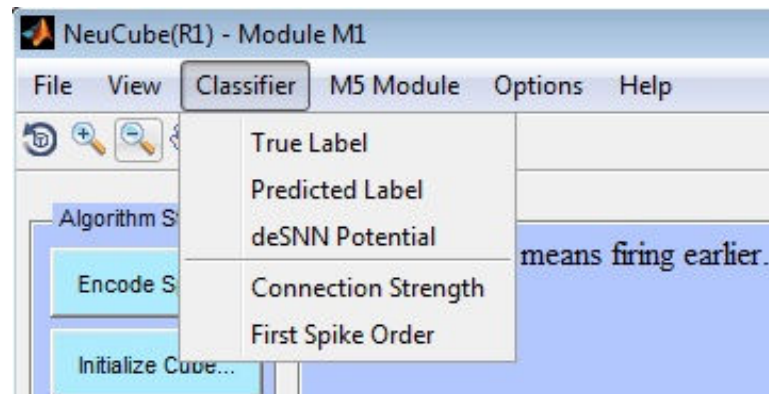 NeuCube(R1) - Module M1
File View Classifier M5 Module Options Help
True Label
Predicted Label
deSNN Potential
Connection Strength
First Spike Order
Algorithm
means firing earlier.
Encode
Initialize Cube...